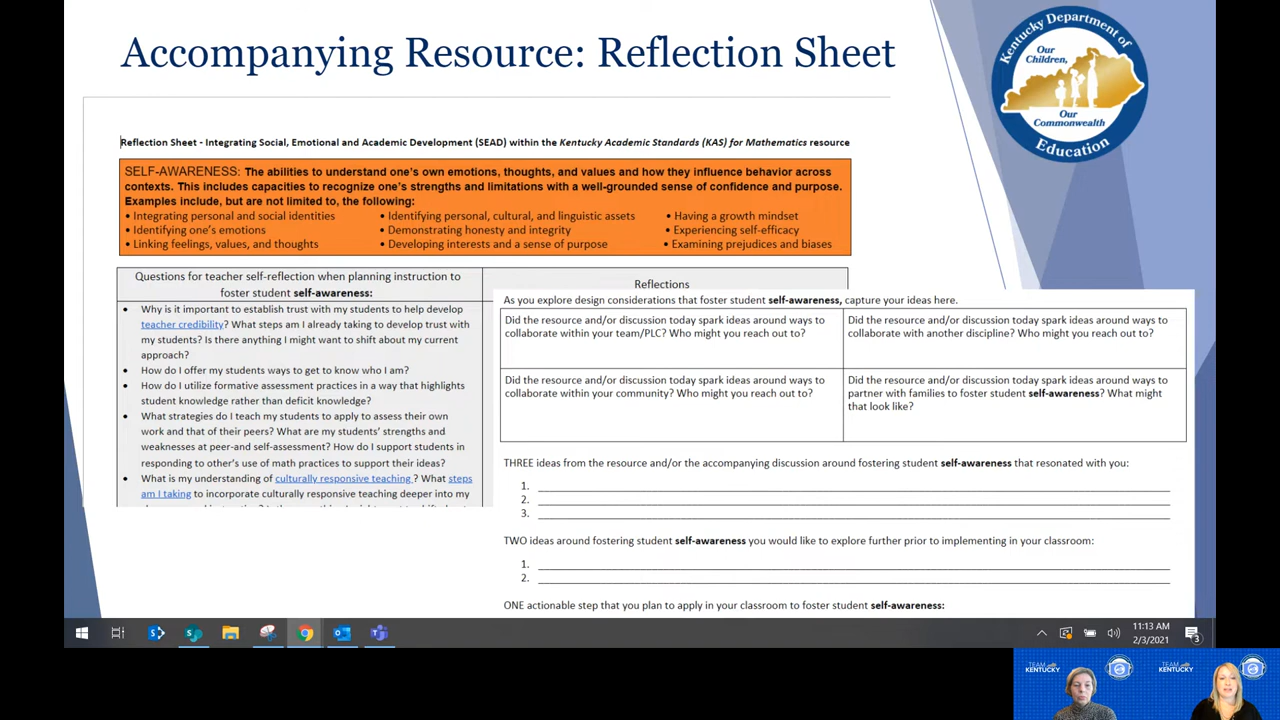 Accompanying Resource: Reflection Sheet
Kentucky Department of
Education
Our
Children,
Our
Commonwealth
Reflection Sheet - Integrating Social, Emotional and Academic Development (SEAD) within the Kentucky Academic Standards (KAS) for Mathematics resource
SELF-AWARENESS: The abilities to understand one's own emotions, thoughts, and values and how they influence behavior across
contexts. This includes capacities to recognize one's strengths and limitations with a well-grounded sense of confidence and purpose.
Examples include, but are not limited to, the following:
• Integrating personal and social identities
• Identifying one's emotions
• Linking feelings, values, and thoughts
• Identifying personal, cultural, and linguistic assets
• Demonstrating honesty and integrity
• Developing interests and a sense of purpose
• Having a growth mindset
• Experiencing self-efficacy
• Examining prejudices and biases
Questions for teacher self-reflection when planning instruction to
foster student self-awareness:
Reflections
• Why is it important to establish trust with my students to help develop
teacher credibility? What steps am I already taking to develop trust with
my students? Is there anything I might want to shift about my current
approach?
• How do I offer my students ways to get to know who I am?
• How do I utilize formative assessment practices in a way that highlights
student knowledge rather than deficit knowledge?
• What strategies do I teach my students to apply to assess their own
work and that of their peers? What are my students' strengths and
weaknesses at peer-and self-assessment? How do I support students in
responding to other's use of math practices to support their ideas?
• What is my understanding of culturally responsive teaching ? What steps
am I taking to incorporate culturally responsive teaching deeper into my
As you explore design considerations that foster student self-awareness, capture your ideas here.
Did the resource and/or discussion today spark ideas around ways to
collaborate within your team/PLC? Who might you reach out to?
Did the resource and/or discussion today spark ideas around ways to
collaborate with another discipline? Who might you reach out to?
Did the resource and/or discussion today spark ideas around ways to
collaborate within your community? Who might you reach out to?
Did the resource and/or discussion today spark ideas around ways to
partner with families to foster student self-awareness? What might
that look like?
THREE ideas from the resource and/or the accompanying discussion around fostering student self-awareness that resonated with you:
1.
2.
3.
TWO ideas around fostering student self-awareness you would like to explore further prior to implementing in your classroom:
1.
2.
ONE actionable step that you plan to apply in your classroom to foster student self-awareness:
11:13 AM
2/3/2021
3
TEAM
KENTUCKY
TEAM
KENTUCKY